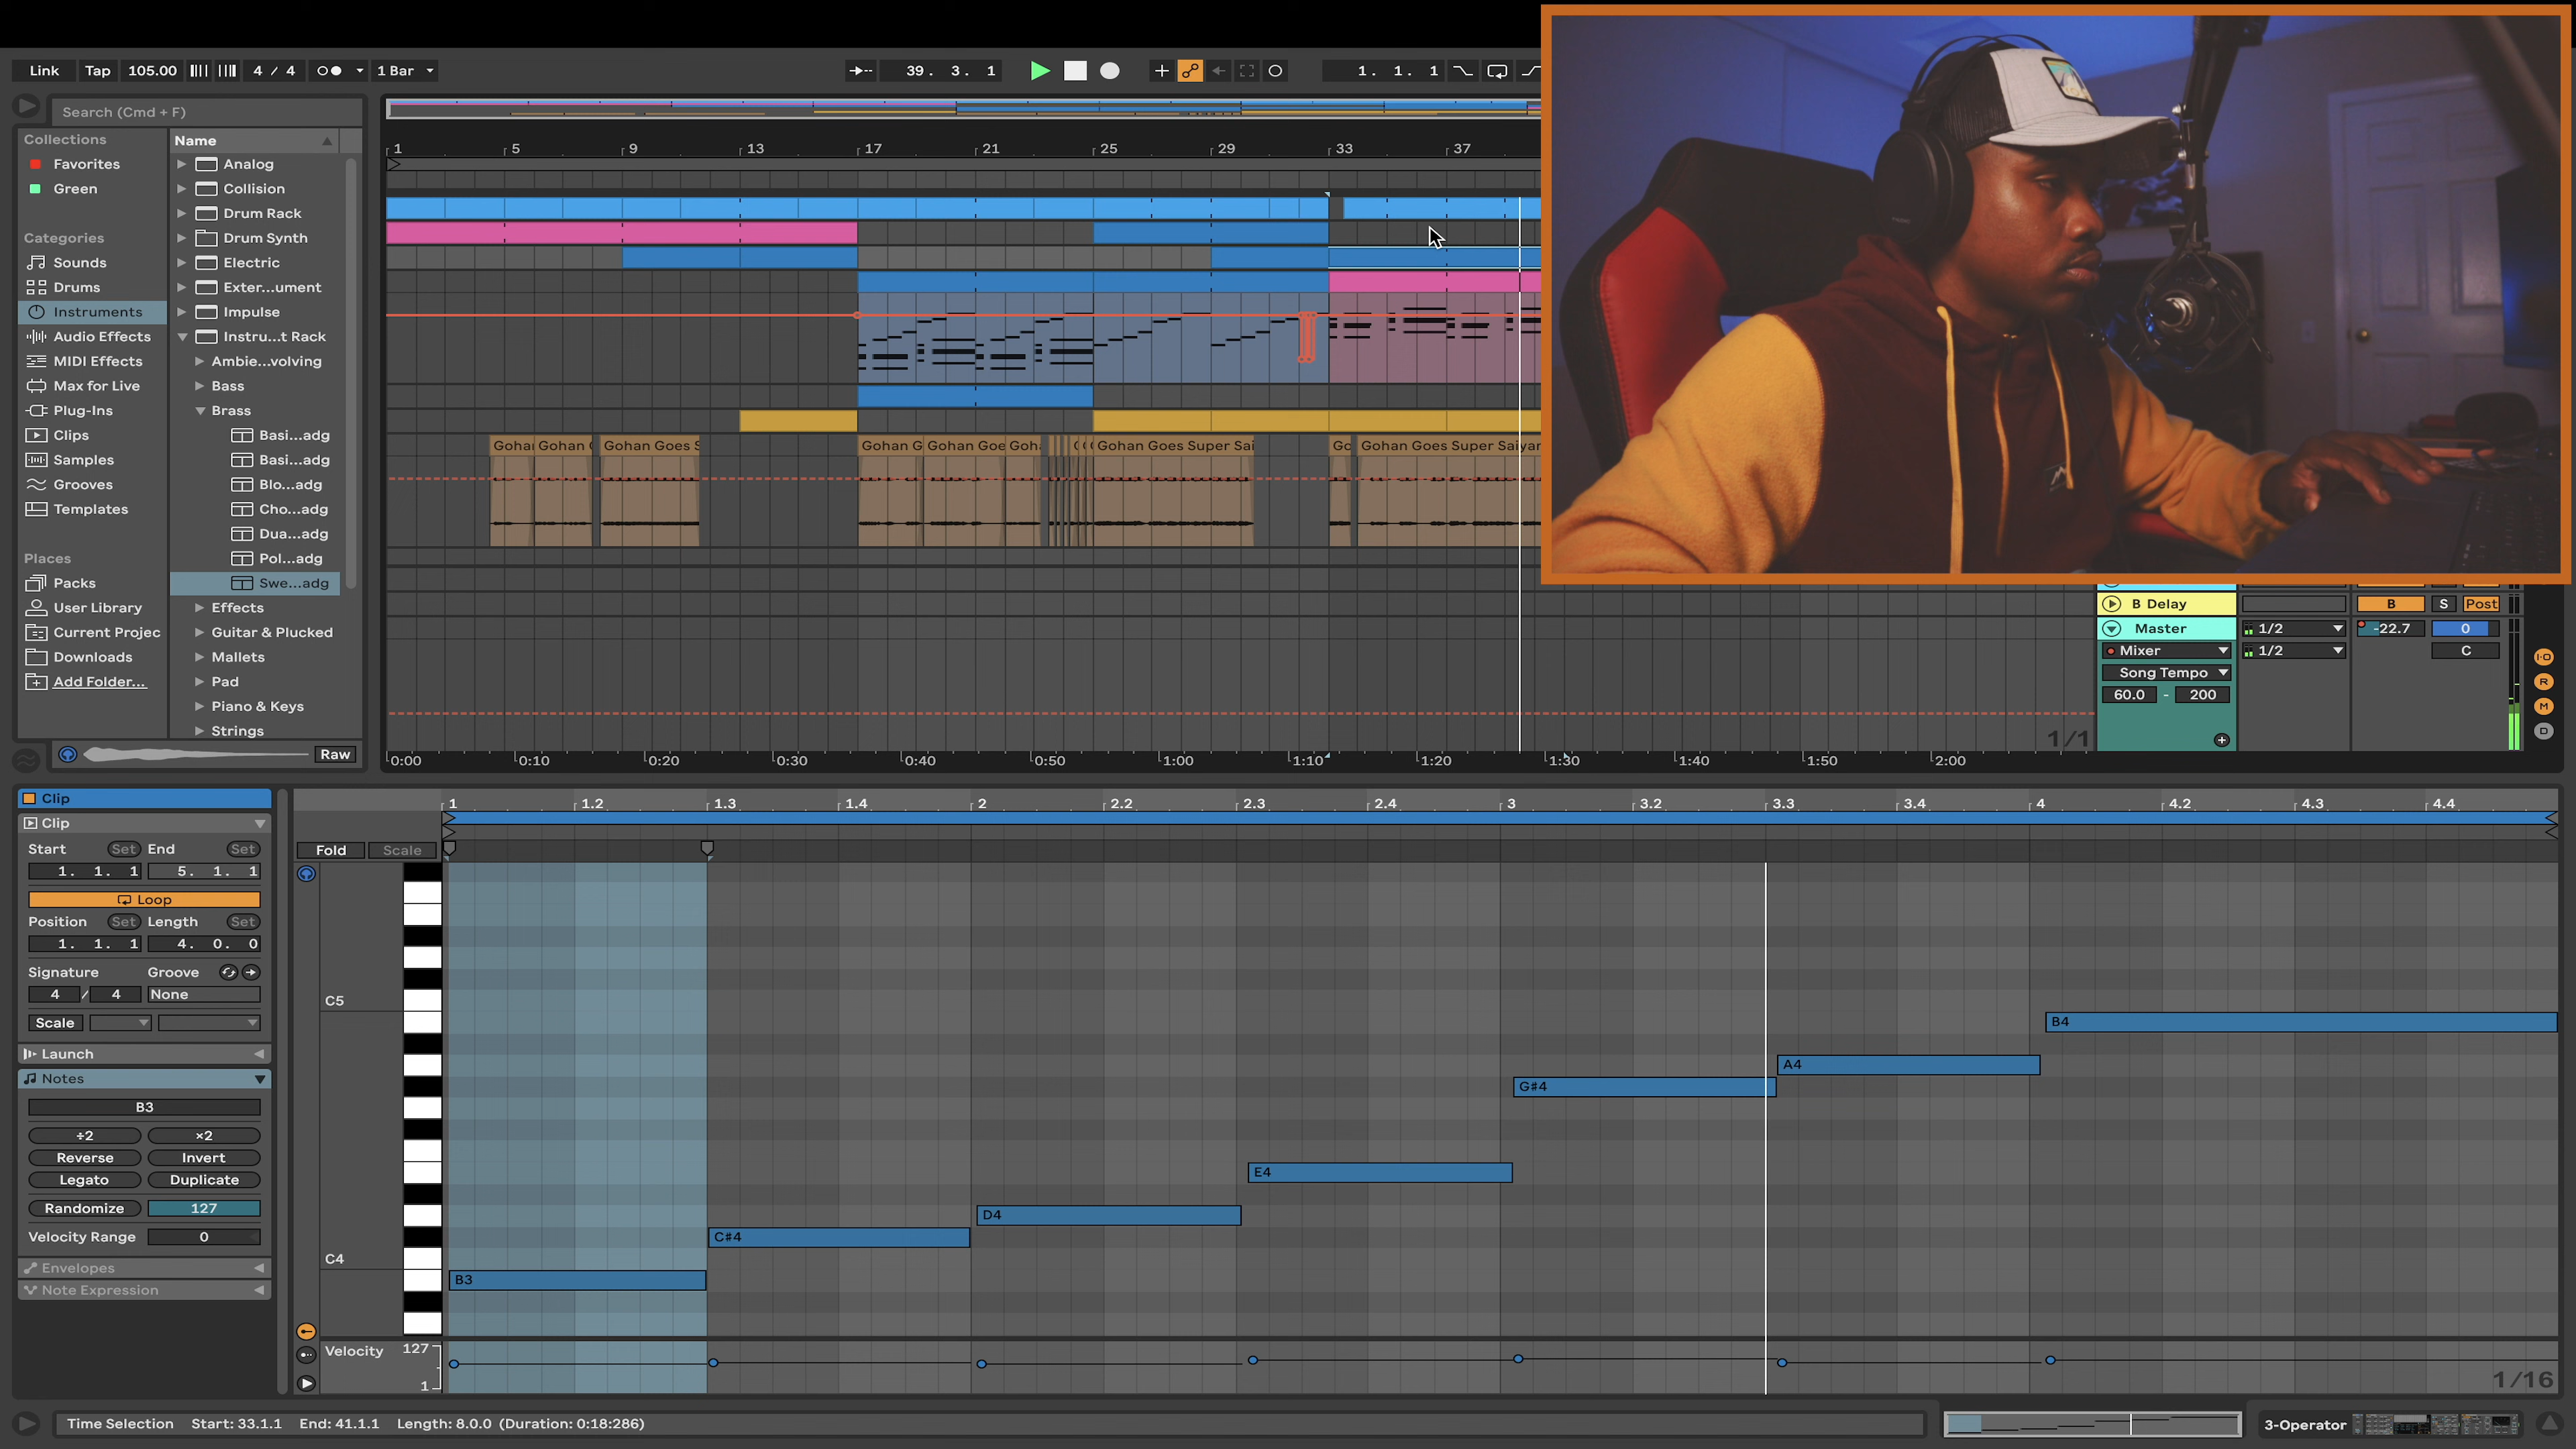 Link Tap 105.00 4 / 4 1 Bar 39. 3. 1 1. 1. 1
Search (Cmd + F)
Collections
Favorites
Green
Categories
Sounds
Drums
Instruments
Audio Effects
MIDI Effects
Max for Live
Plug-Ins
Clips
Samples
Grooves
Templates
Places
Packs
User Library
Current Projec
Downloads
Add Folder...
Name
Analog
Collision
Drum Rack
Drum Synth
Electric
Exter...ument
Impulse
Instru...t Rack
Ambie...volving
Bass
Brass
Basi...adg
Basi...adg
Blo...adg
Cho...adg
Dua...adg
Pol...adg
Swe...adg
Effects
Guitar & Plucked
Mallets
Pad
Piano & Keys
Strings
Raw
1 5 9 13 17 21 25 29 33 37
Gohai Gohan Gohan Goes S Gohan G Gohan Goe Goh Gohan Goes Super Sai Go Gohan Goes Super Saiyan
B Delay B S Post
Master 1/2 -22.7 0
Mixer 1/2 C
Song Tempo
60.0 - 200
1/1
0:00 0:10 0:20 0:30 0:40 0:50 1:00 1:10 1:20 1:30 1:40 1:50 2:00
I·O
R
M
D
Clip
Clip
Start Set End Set
1. 1. 1 5. 1. 1
Loop
Position Set Length Set
1. 1. 1 4. 0. 0
Signature Groove
4 / 4 None
Scale
Launch
Notes
B3
÷2 ×2
Reverse Invert
Legato Duplicate
Randomize 127
Velocity Range 0
Envelopes
Note Expression
1 1.2 1.3 1.4 2 2.2 2.3 2.4 3 3.2 3.3 3.4 4 4.2 4.3 4.4
Fold Scale
C5
B4
A4
G#4
E4
D4
C#4
C4
B3
Velocity 127
1
1/16
Time Selection Start: 33.1.1 End: 41.1.1 Length: 8.0.0 (Duration: 0:18:286)
3-Operator